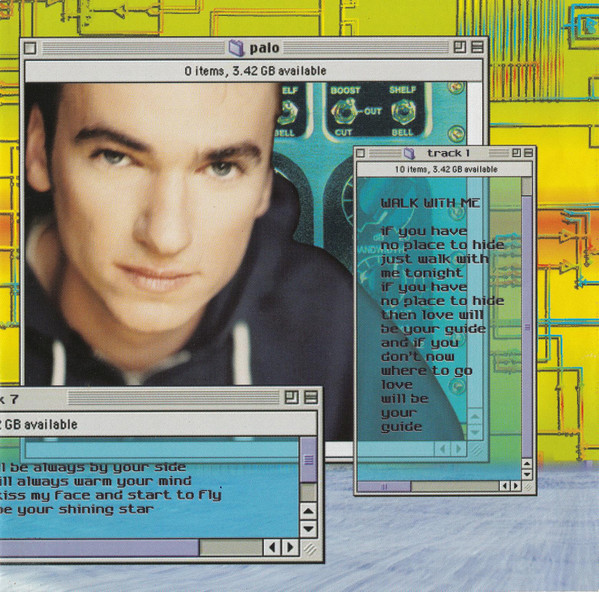 palo
0 items, 3.42 GB available
ELF
BELL
BOOST
SHELF
OUT
CUT
BELL
track 1
10 items, 3.42 GB available
WALK WITH ME
if you have
no place to hide
just walk with
me tonight
if you have
no place to hide
then love will
be your guide
and if you
don't now
where to go
love
will be
your
guide
k 7
GB available
ll be always by your side
ill always warm your mind
kiss my face and start to fly
be your shining star